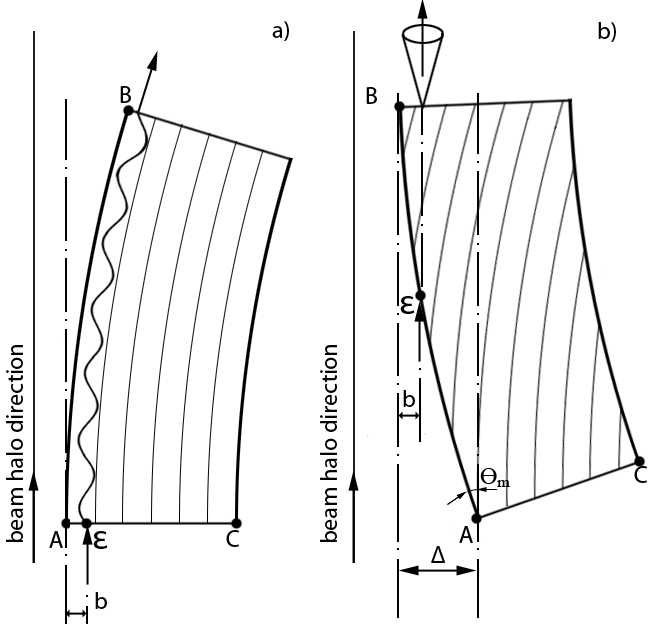 a)
B
beam halo direction
A
ε
C
b
b)
B
beam halo direction
ε
b
Θm
A
C
Δ